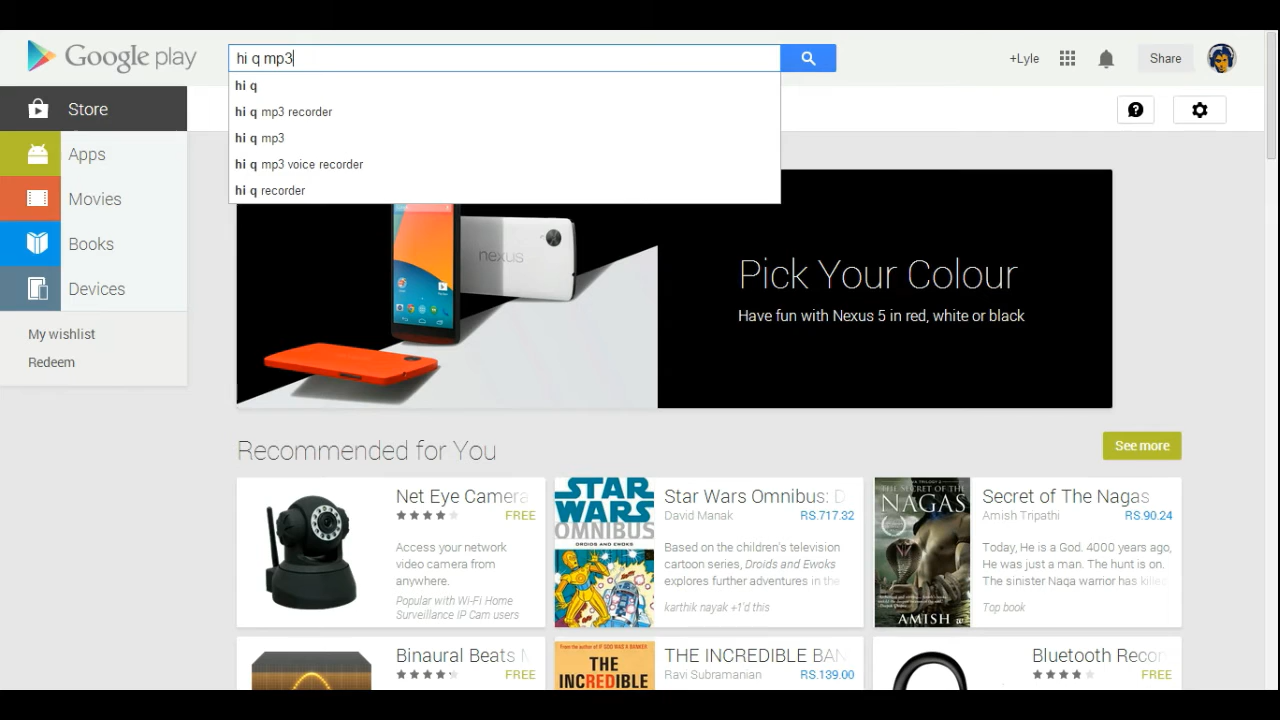 Google play
hi q mp3
+Lyle
Share
hi q
hi q mp3 recorder
hi q mp3
hi q mp3 voice recorder
hi q recorder
Store
Apps
Movies
Books
Devices
My wishlist
Redeem
nexus
Pick Your Colour
Have fun with Nexus 5 in red, white or black
Recommended for You
See more
Net Eye Camera
FREE
Access your network
video camera from
anywhere.
Popular with Wi-Fi Home
Surveillance IP Cam users
STAR
WARS
OMNIBUS
DROIDS AND EWOKS
Star Wars Omnibus: D
David Manak
RS.717.32
Based on the children's television
cartoon series, Droids and Ewoks
explores further adventures in the
karthik nayak +1'd this
THE SECRET OF THE
NAGAS
AMISH
Secret of The Nagas
Amish Tripathi
RS.90.24
Today, He is a God. 4000 years ago,
He was just a man. The hunt is on.
The sinister Naga warrior has killed
Top book
Binaural Beats
FREE
THE
INCREDIBLE
THE INCREDIBLE BAN
Ravi Subramanian
RS.139.00
Bluetooth Recor
FREE